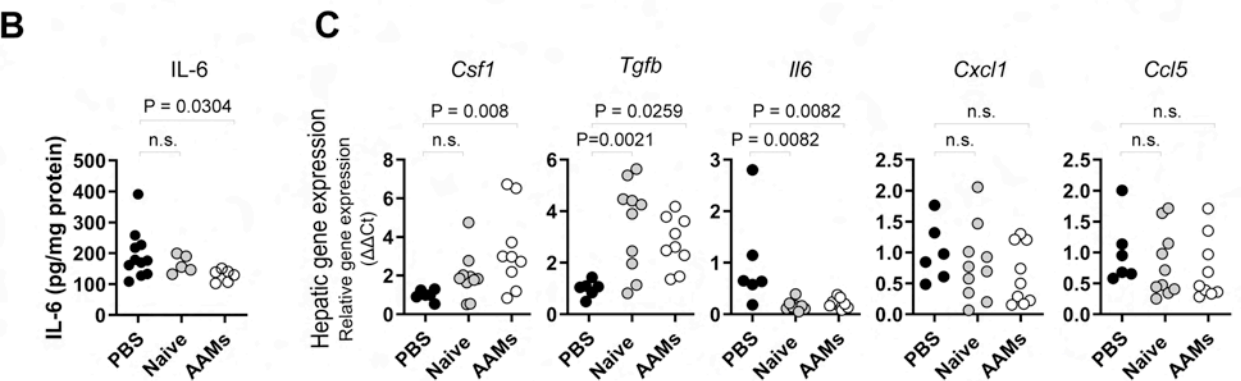 B
C
IL-6
P = 0.0304
n.s.
IL-6 (pg/mg protein)
500
400
300
200
100
0
PBS
Naive
AAMs
Hepatic gene expression
Relative gene expression
(ΔΔCt)
Csf1
P = 0.008
n.s.
8
6
4
2
0
PBS
Naive
AAMs
Tgfb
P = 0.0259
P=0.0021
6
4
2
0
PBS
Naive
AAMs
Il6
P = 0.0082
P = 0.0082
3
2
1
0
PBS
Naive
AAMs
Cxcl1
n.s.
n.s.
2.5
2.0
1.5
1.0
0.5
0.0
PBS
Naive
AAMs
Ccl5
n.s.
n.s.
2.5
2.0
1.5
1.0
0.5
0.0
PBS
Naive
AAMs